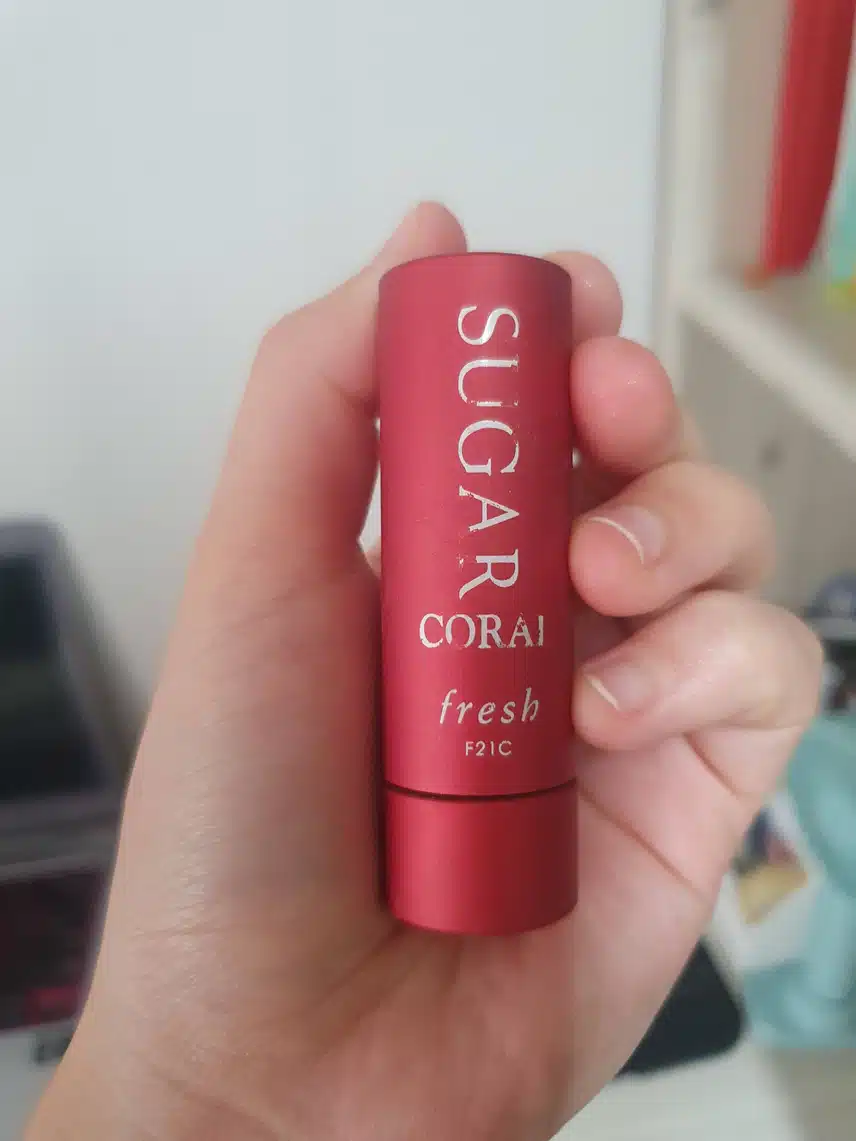 SUGAR
CORAL
fresh
F21C